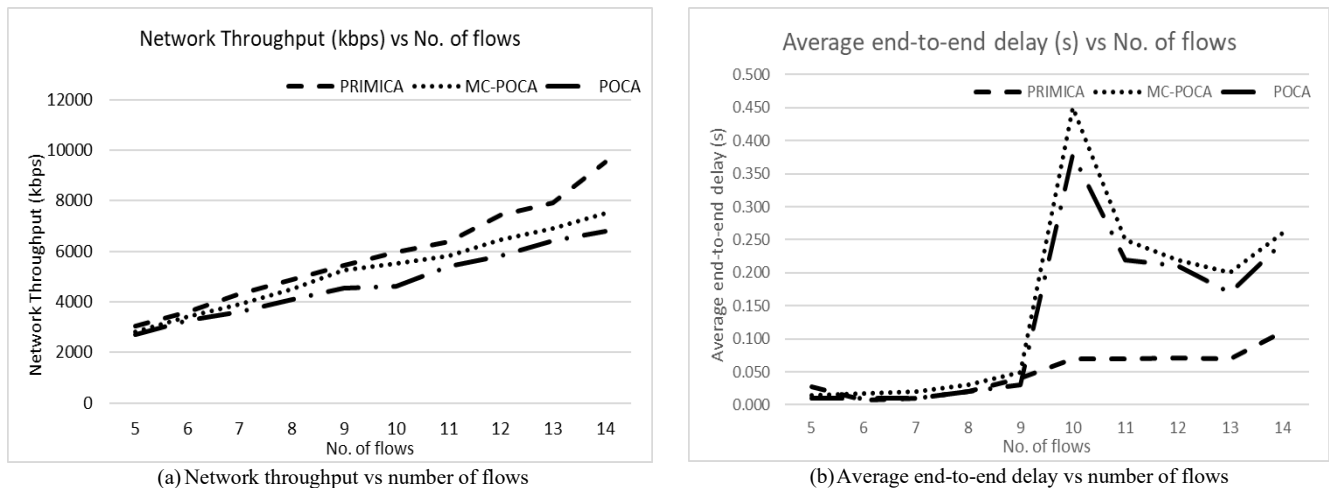 Network Throughput (kbps) vs No. of flows
PRIMICA MC-POCA POCA
12000
10000
8000
6000
4000
2000
0
Network Throughput (kbps)
5 6 7 8 9 10 11 12 13 14
No. of flows
(a) Network throughput vs number of flows
Average end-to-end delay (s) vs No. of flows
PRIMICA MC-POCA POCA
0.500
0.450
0.400
0.350
0.300
0.250
0.200
0.150
0.100
0.050
0.000
Average end-to-end delay (s)
5 6 7 8 9 10 11 12 13 14
No. of flows
(b) Average end-to-end delay vs number of flows